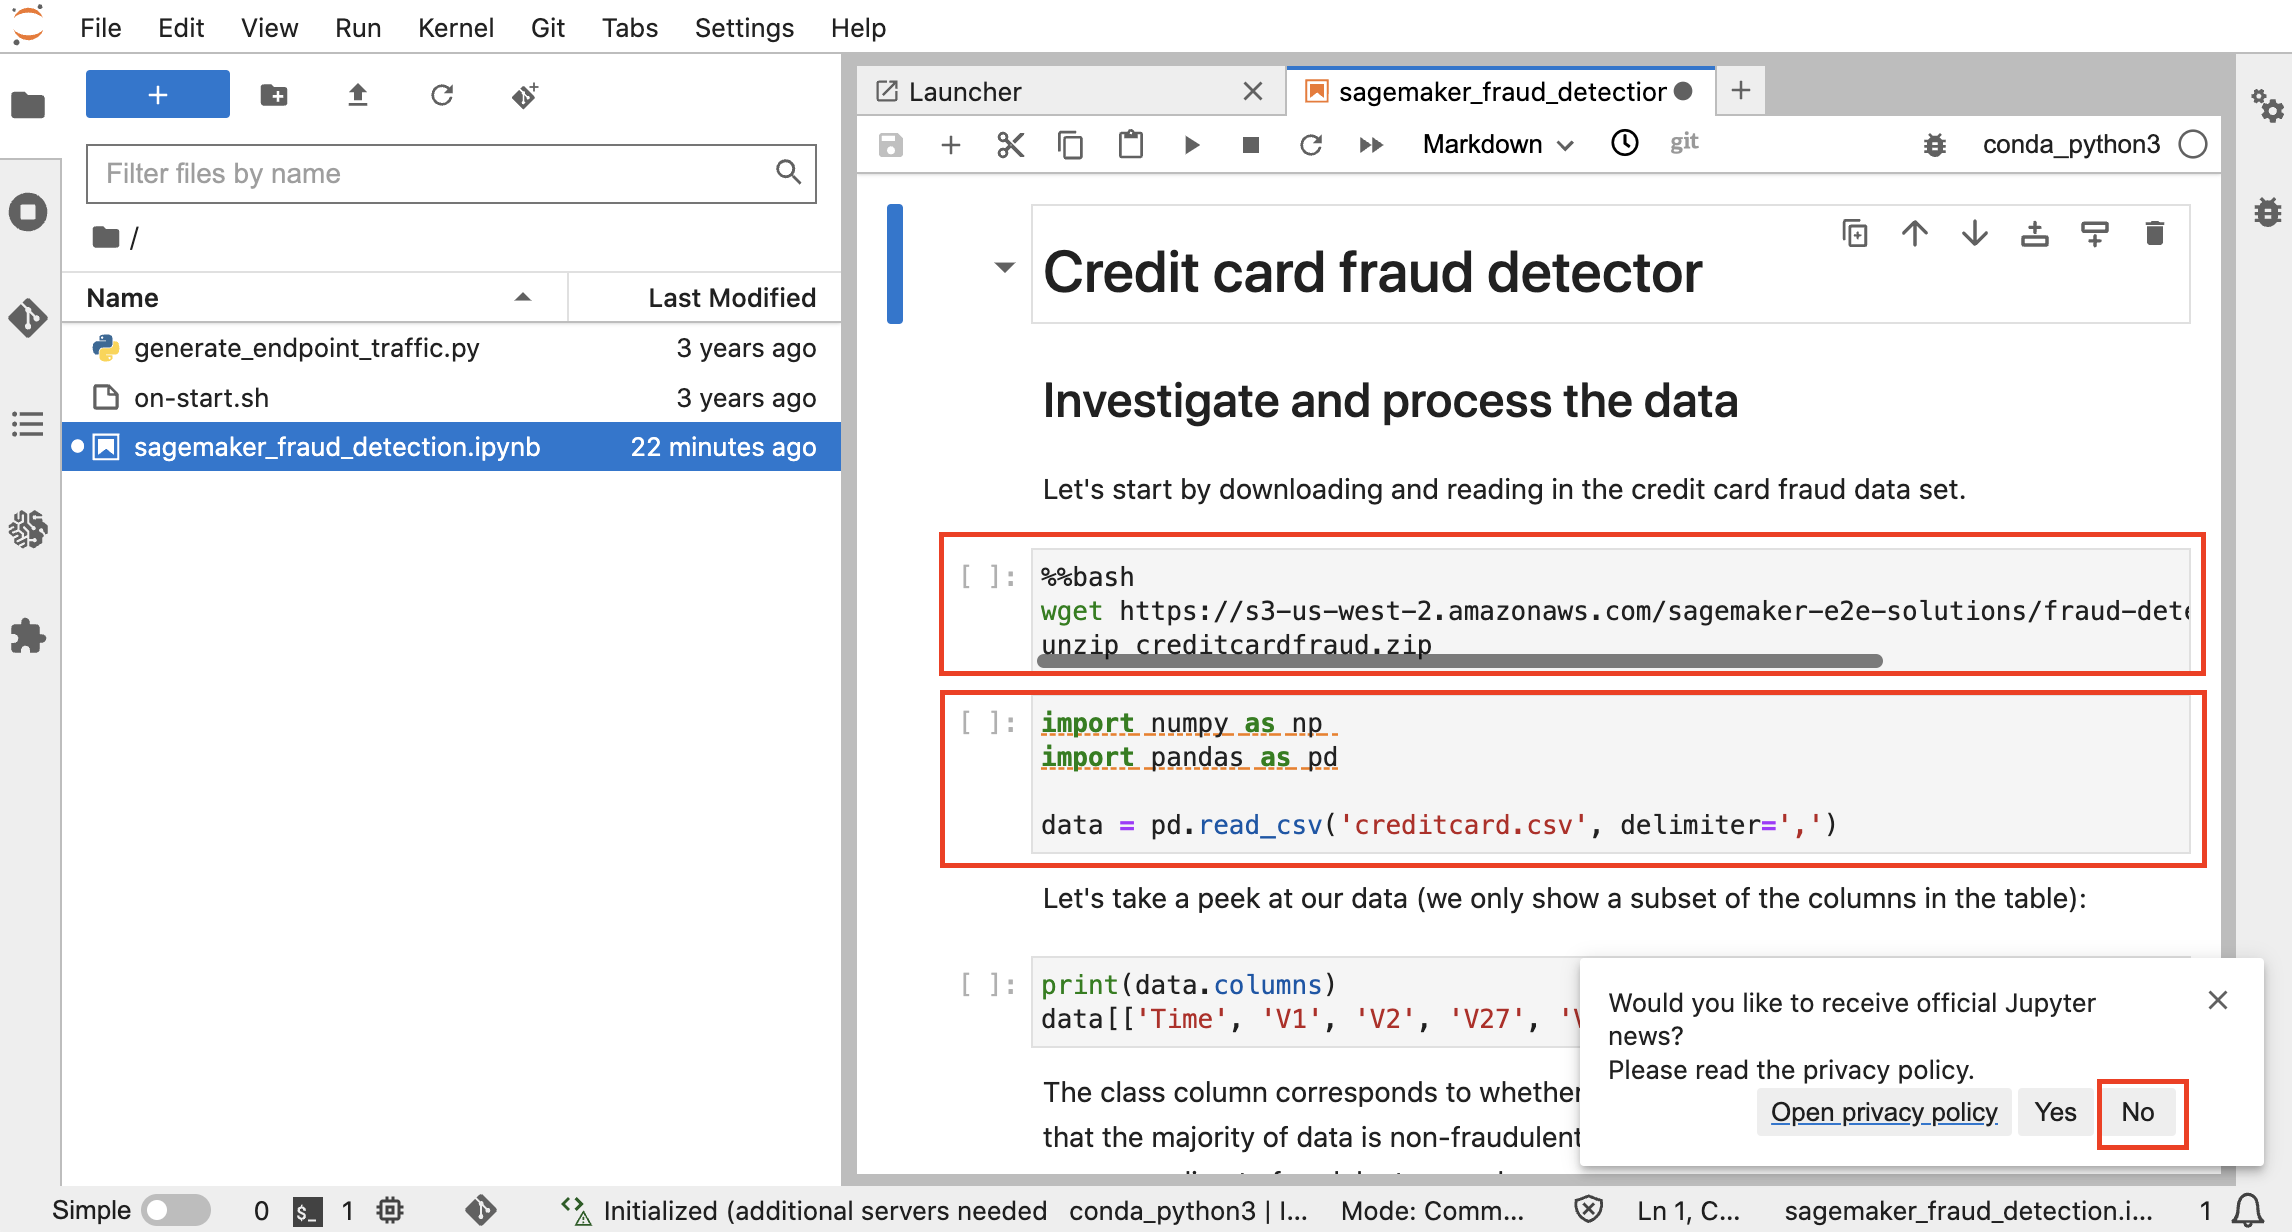 File Edit View Run Kernel Git Tabs Settings Help
+
Filter files by name
/
Name Last Modified
generate_endpoint_traffic.py 3 years ago
on-start.sh 3 years ago
sagemaker_fraud_detection.ipynb 22 minutes ago
Launcher
sagemaker_fraud_detection
Markdown
git
conda_python3
Credit card fraud detector
Investigate and process the data
Let's start by downloading and reading in the credit card fraud data set.
[ ]: %%bash
wget https://s3-us-west-2.amazonaws.com/sagemaker-e2e-solutions/fraud-dete
unzip creditcardfraud.zip
[ ]: import numpy as np
import pandas as pd
data = pd.read_csv('creditcard.csv', delimiter=',')
Let's take a peek at our data (we only show a subset of the columns in the table):
[ ]: print(data.columns)
data[['Time', 'V1', 'V2', 'V27', '
The class column corresponds to whether
that the majority of data is non-fraudulent
Would you like to receive official Jupyter
news?
Please read the privacy policy.
Open privacy policy Yes No
Simple 0 $_ 1 Initialized (additional servers needed conda_python3 | I... Mode: Comm... Ln 1, C... sagemaker_fraud_detection.i... 1